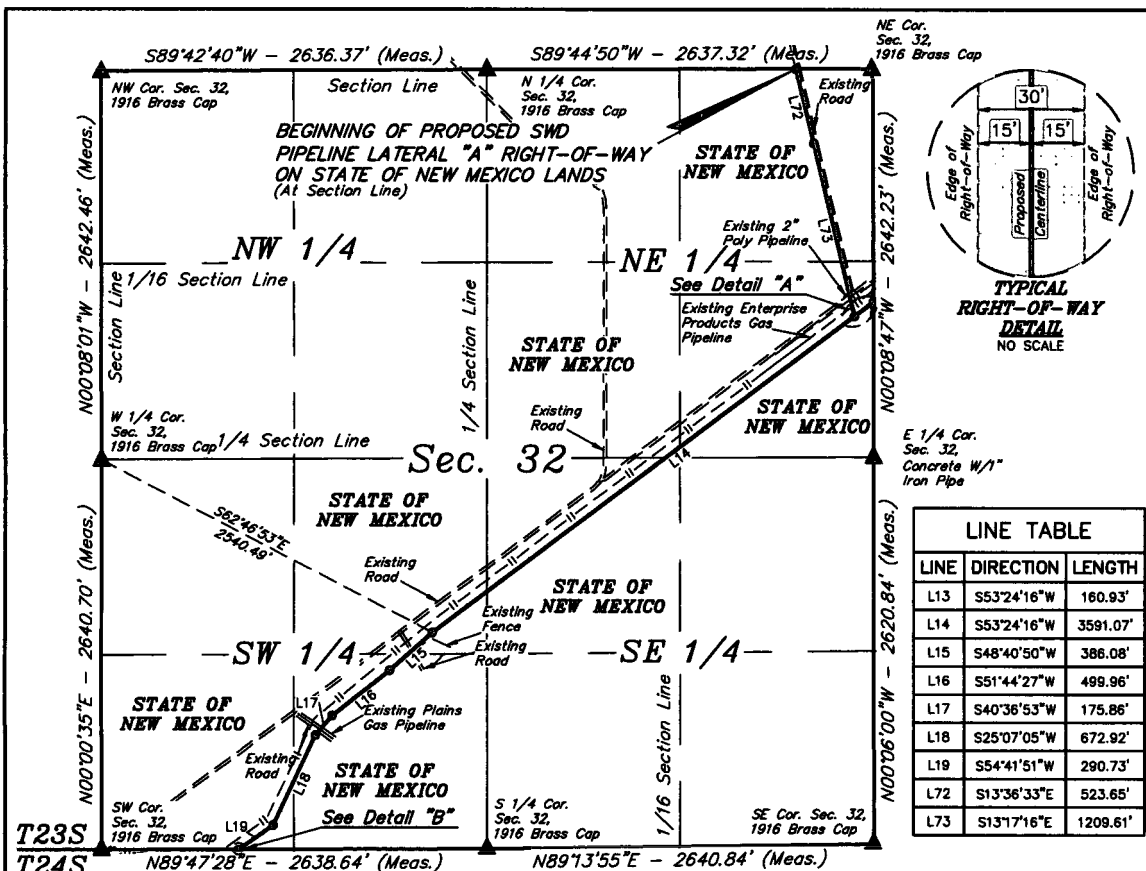 S89°42'40"W - 2636.37' (Meas.)
S89°44'50"W - 2637.32' (Meas.)
NE Cor.
Sec. 32,
1916 Brass Cap
NW Cor. Sec. 32,
1916 Brass Cap
Section Line
N 1/4 Cor.
Sec. 32,
1916 Brass Cap
L72
Existing
Road
BEGINNING OF PROPOSED SWD
PIPELINE LATERAL "A" RIGHT-OF-WAY
ON STATE OF NEW MEXICO LANDS
(At Section Line)
STATE OF
NEW MEXICO
30'
15'
15'
Edge of
Right-of-Way
Proposed
Centerline
Edge of
Right-of-Way
TYPICAL
RIGHT-OF-WAY
DETAIL
NO SCALE
N00°08'01"W - 2642.46' (Meas.)
Section Line
NW 1/4
1/16 Section Line
L73
Existing 2"
Poly Pipeline
NE 1/4
See Detail "A"
Existing Enterprise
Products Gas
Pipeline
N00°08'47"W - 2642.23' (Meas.)
STATE OF
NEW MEXICO
STATE OF
NEW MEXICO
1/4 Section Line
Existing
Road
W 1/4 Cor.
Sec. 32,
1916 Brass Cap
1/4 Section Line
Sec. 32
L14
E 1/4 Cor.
Sec. 32,
Concrete W/1"
Iron Pipe
S62°46'53"E
2540.49'
STATE OF
NEW MEXICO
Existing
Road
STATE OF
NEW MEXICO
Existing
Fence
Existing
Road
N00°00'35"E - 2640.70' (Meas.)
SW 1/4
L15
SE 1/4
N00°06'00"W - 2620.84' (Meas.)
STATE OF
NEW MEXICO
L17
L16
Existing Plains
Gas Pipeline
Existing
Road
L18
STATE OF
NEW MEXICO
1/16 Section Line
SW Cor.
Sec. 32,
1916 Brass Cap
L19
See Detail "B"
S 1/4 Cor.
Sec. 32,
1916 Brass Cap
SE Cor. Sec. 32,
1916 Brass Cap
T23S
T24S
N89°47'28"E - 2638.64' (Meas.)
N89°13'55"E - 2640.84' (Meas.)
LINE TABLE
LINE DIRECTION LENGTH
L13 S53°24'16"W 160.93'
L14 S53°24'16"W 3591.07'
L15 S48°40'50"W 386.08'
L16 S51°44'27"W 499.96'
L17 S40°36'53"W 175.86'
L18 S25°07'05"W 672.92'
L19 S54°41'51"W 290.73'
L72 S13°36'33"E 523.65'
L73 S13°17'16"E 1209.61'